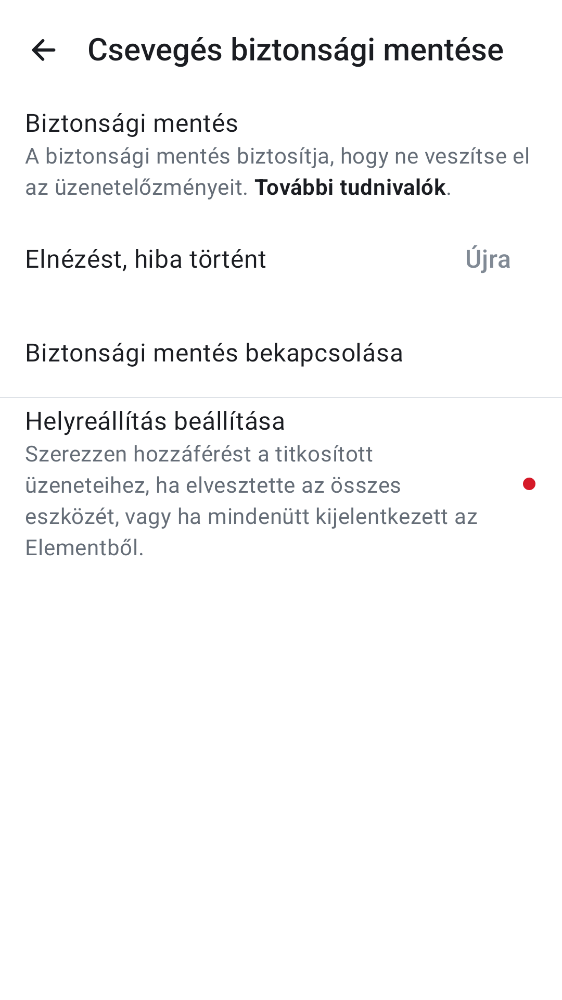 Csevegés biztonsági mentése
Biztonsági mentés
A biztonsági mentés biztosítja, hogy ne veszítse el
az üzenetelőzményeit. További tudnivalók.
Elnézést, hiba történt
Újra
Biztonsági mentés bekapcsolása
Helyreállítás beállítása
Szerezzen hozzáférést a titkosított
üzeneteihez, ha elvesztette az összes
eszközét, vagy ha mindenütt kijelentkezett az
Elementből.